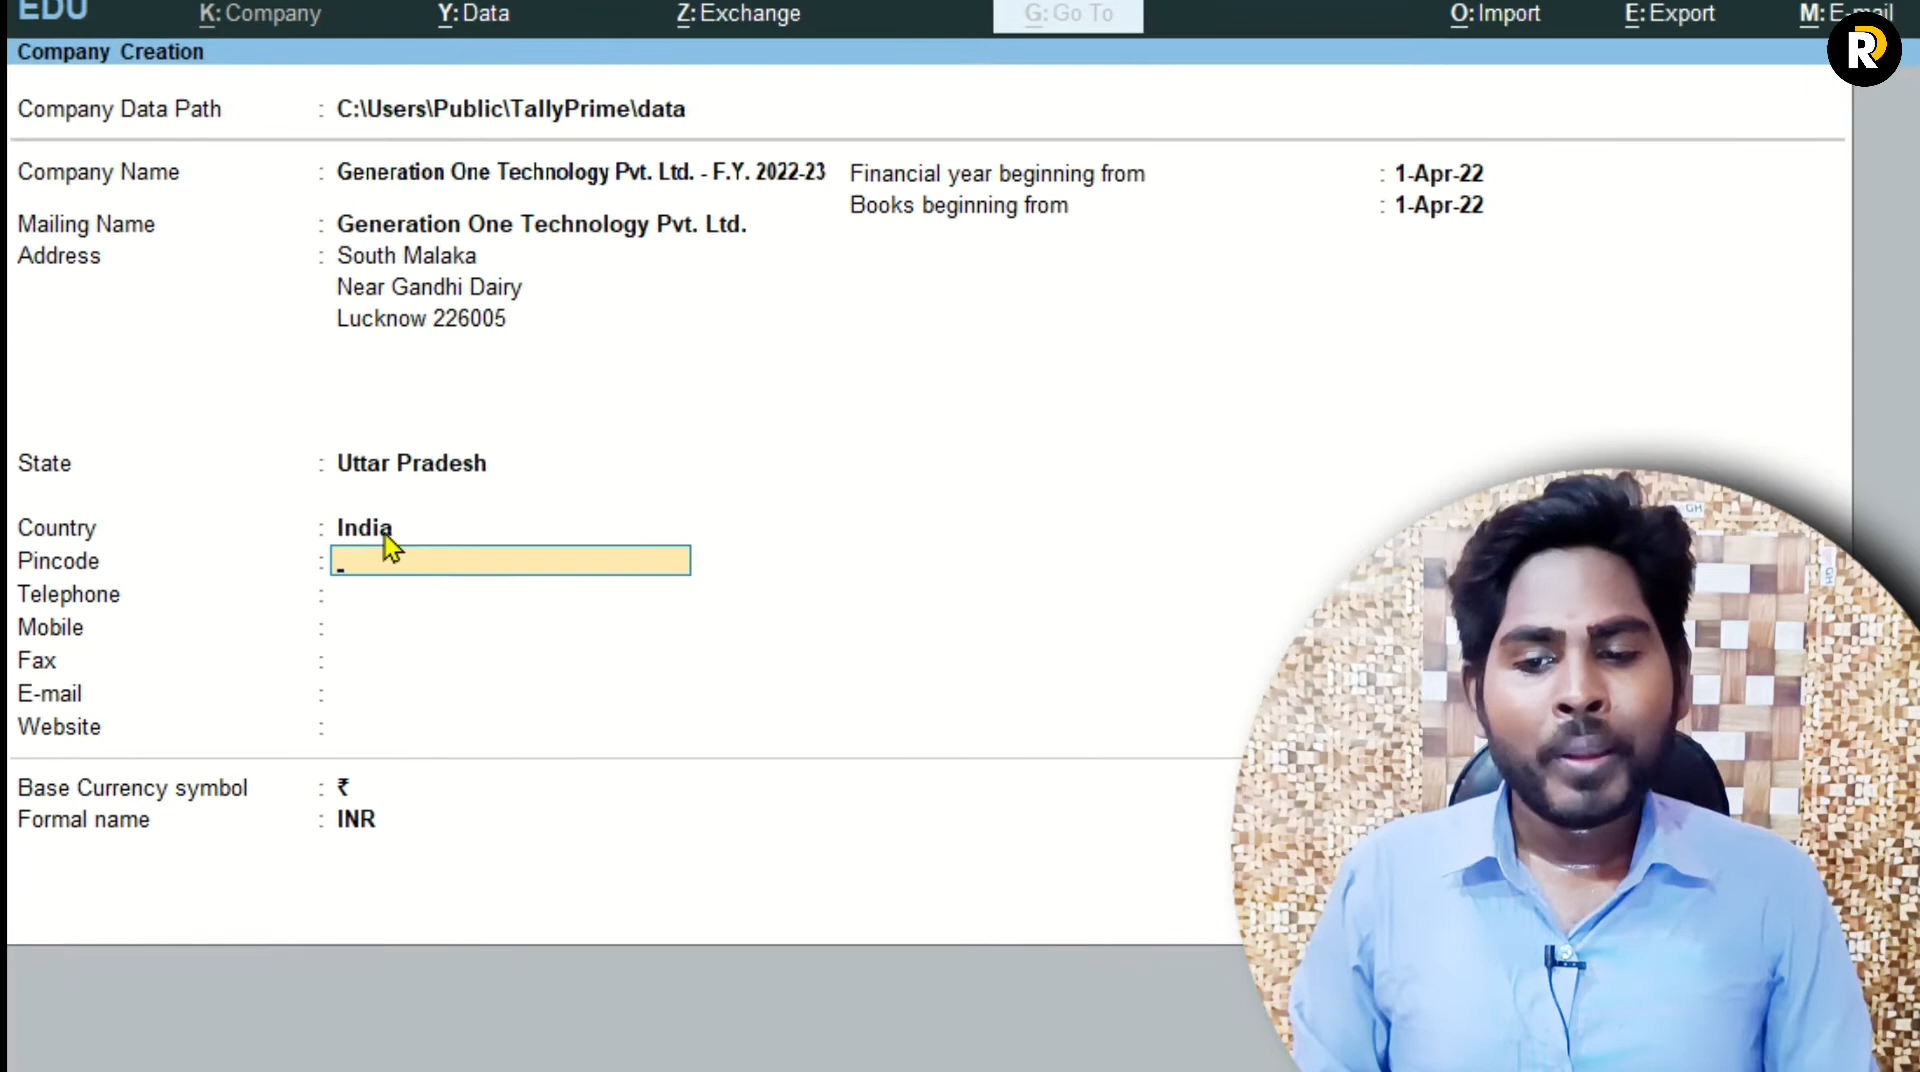 EDU K: Company Y: Data Z: Exchange G: Go To O: Import E: Export M: E-mail
Company Creation
Company Data Path : C:\Users\Public\TallyPrime\data
Company Name : Generation One Technology Pvt. Ltd. - F.Y. 2022-23 Financial year beginning from : 1-Apr-22
Books beginning from : 1-Apr-22
Mailing Name : Generation One Technology Pvt. Ltd.
Address : South Malaka
Near Gandhi Dairy
Lucknow 226005
State : Uttar Pradesh
Country : India
Pincode :
Telephone :
Mobile :
Fax :
E-mail :
Website :
Base Currency symbol : ₹
Formal name : INR
R
GH
GH